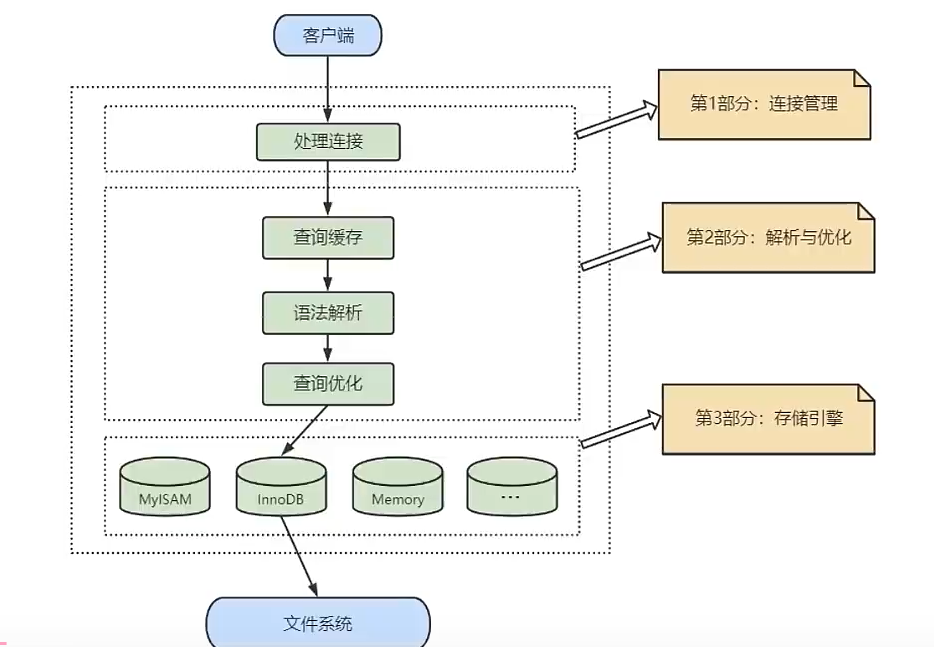 客户端
第1部分：连接管理
处理连接
查询缓存
第2部分：解析与优化
语法解析
查询优化
第3部分：存储引擎
MyISAM
InnoDB
Memory
...
文件系统